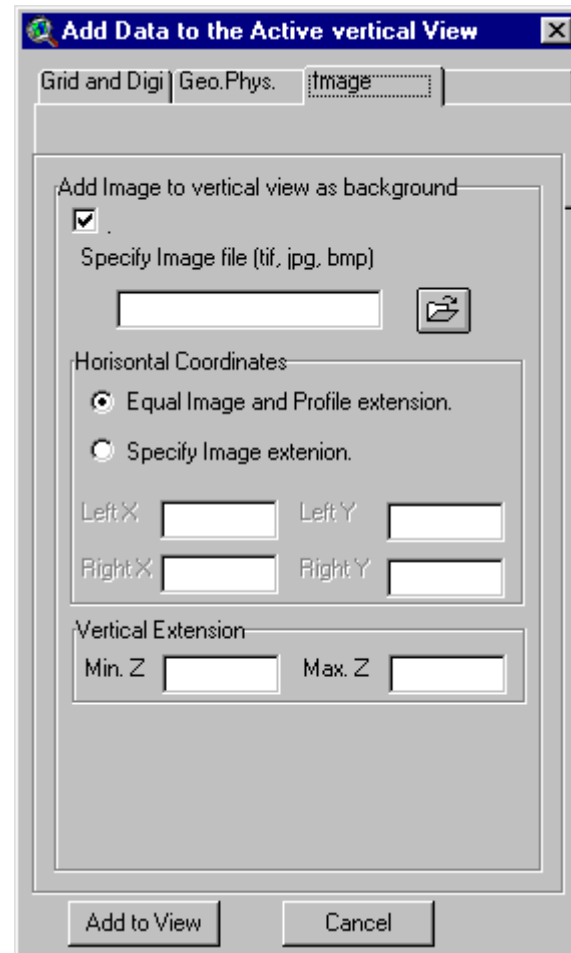 Add Data to the Active vertical View
Grid and Digi Geo.Phys. Image
Add Image to vertical view as background
.
Specify Image file (tif, jpg, bmp)
Horisontal Coordinates
Equal Image and Profile extension.
Specify Image extenion.
Left X Left Y
Right X Right Y
Vertical Extension
Min. Z Max. Z
Add to View Cancel